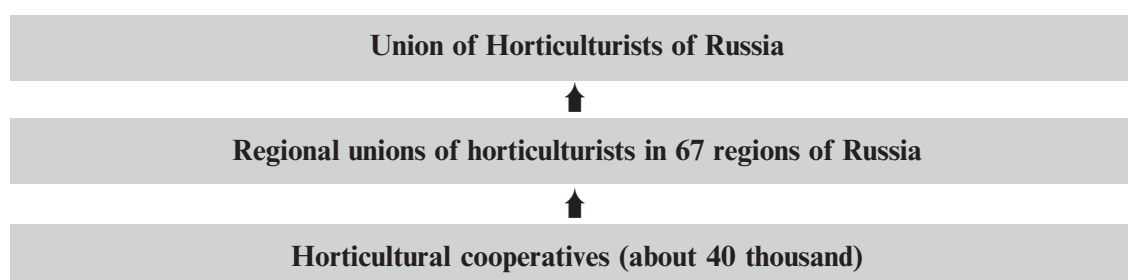 Union of Horticulturists of Russia
Regional unions of horticulturists in 67 regions of Russia
Horticultural cooperatives (about 40 thousand)